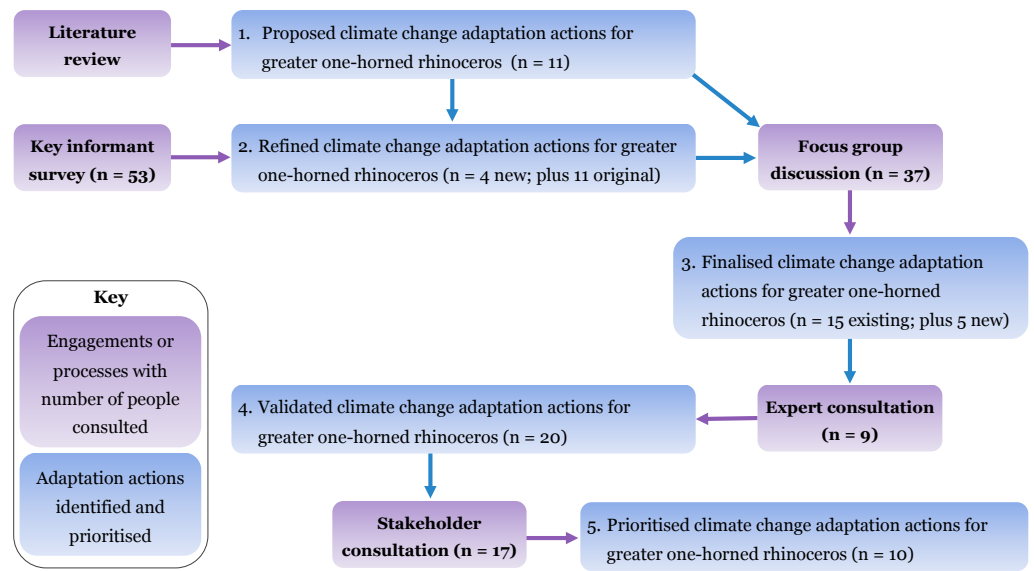 Literature
review
1. Proposed climate change adaptation actions for
greater one-horned rhinoceros (n = 11)
Key informant
survey (n = 53)
2. Refined climate change adaptation actions for greater
one-horned rhinoceros (n = 4 new; plus 11 original)
Focus group
discussion (n = 37)
3. Finalised climate change adaptation
actions for greater one-horned
rhinoceros (n = 15 existing; plus 5 new)
Expert consultation
(n = 9)
4. Validated climate change adaptation actions for
greater one-horned rhinoceros (n = 20)
Stakeholder
consultation (n = 17)
5. Prioritised climate change adaptation actions for
greater one-horned rhinoceros (n = 10)
Key
Engagements or
processes with
number of people
consulted
Adaptation actions
identified and
prioritised